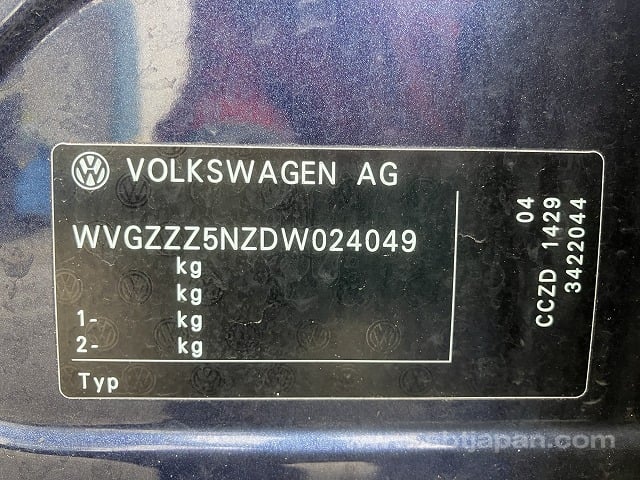 VOLKSWAGEN AG
WVGZZZ5NZDW024049
kg
kg
1- kg
2- kg
Typ
04
CCZD 1429
3422044